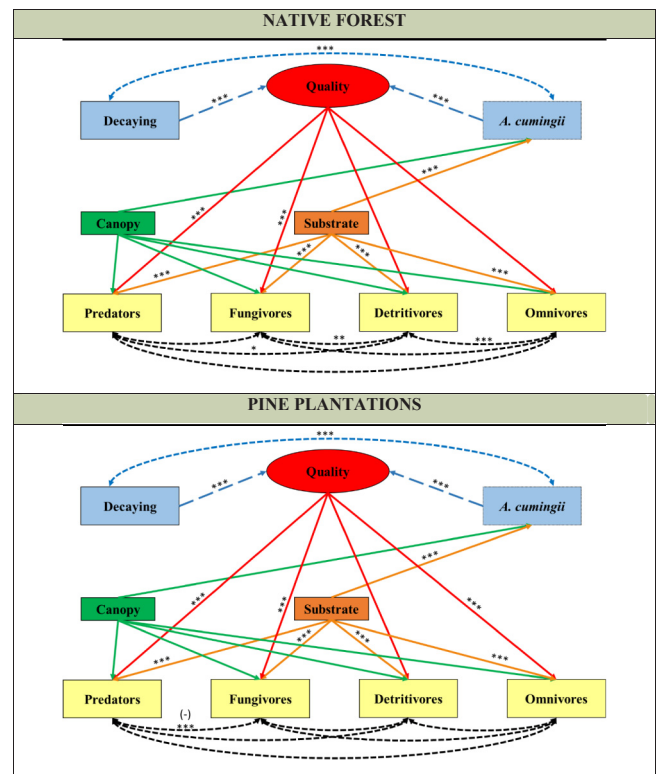 NATIVE FOREST
***
Quality
*** ***
Decaying A. cumingii
***
*** ***
Canopy Substrate
*** *** *** ***
Predators Fungivores Detritivores Omnivores
** ***
*
PINE PLANTATIONS
***
Quality
*** ***
Decaying A. cumingii
***
*** *** ***
Canopy Substrate
*** *** *** ***
Predators Fungivores Detritivores Omnivores
(-)
***